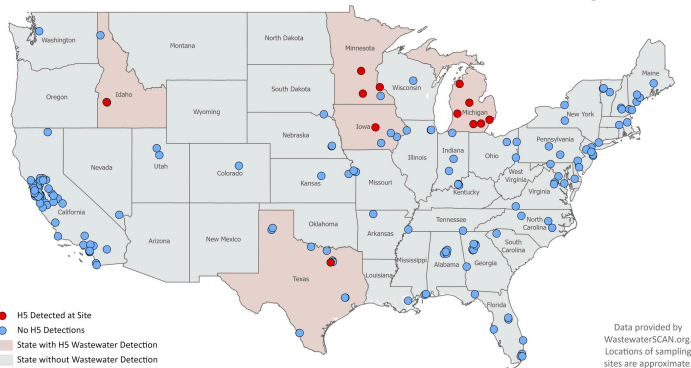 Washington
Montana
North Dakota
Minnesota
Maine
Oregon
Idaho
South Dakota
Wisconsin
Wyoming
Michigan
New York
Iowa
Nebraska
Pennsylvania
Nevada
Utah
Illinois
Indiana
Ohio
Colorado
Kansas
Missouri
West
Virginia
Virginia
California
Kentucky
Oklahoma
Tennessee
North
Carolina
Arizona
New Mexico
Arkansas
South
Carolina
Mississippi
Alabama
Georgia
Texas
Louisiana
Florida
H5 Detected at Site
No H5 Detections
State with H5 Wastewater Detection
State without Wastewater Detection
Data provided by
WastewaterSCAN.org.
Locations of sampling
sites are approximate.